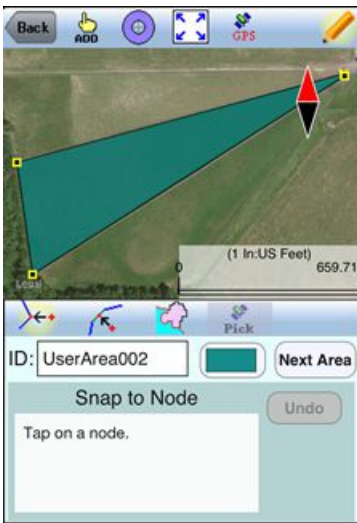 Back
ADD
GPS
(1 In:US Feet)
0 659.71
Legal
Pick
ID: UserArea002
Next Area
Snap to Node
Undo
Tap on a node.